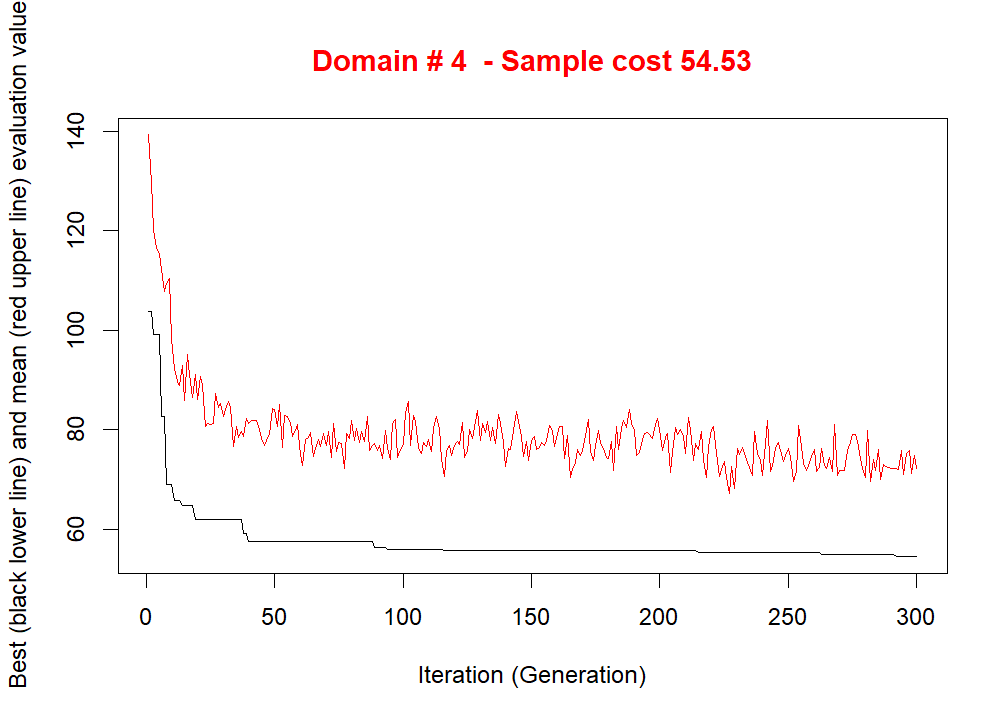 Domain # 4  - Sample cost 54.53
Best (black lower line) and mean (red upper line) evaluation value
140
120
100
80
60
0 50 100 150 200 250 300
Iteration (Generation)